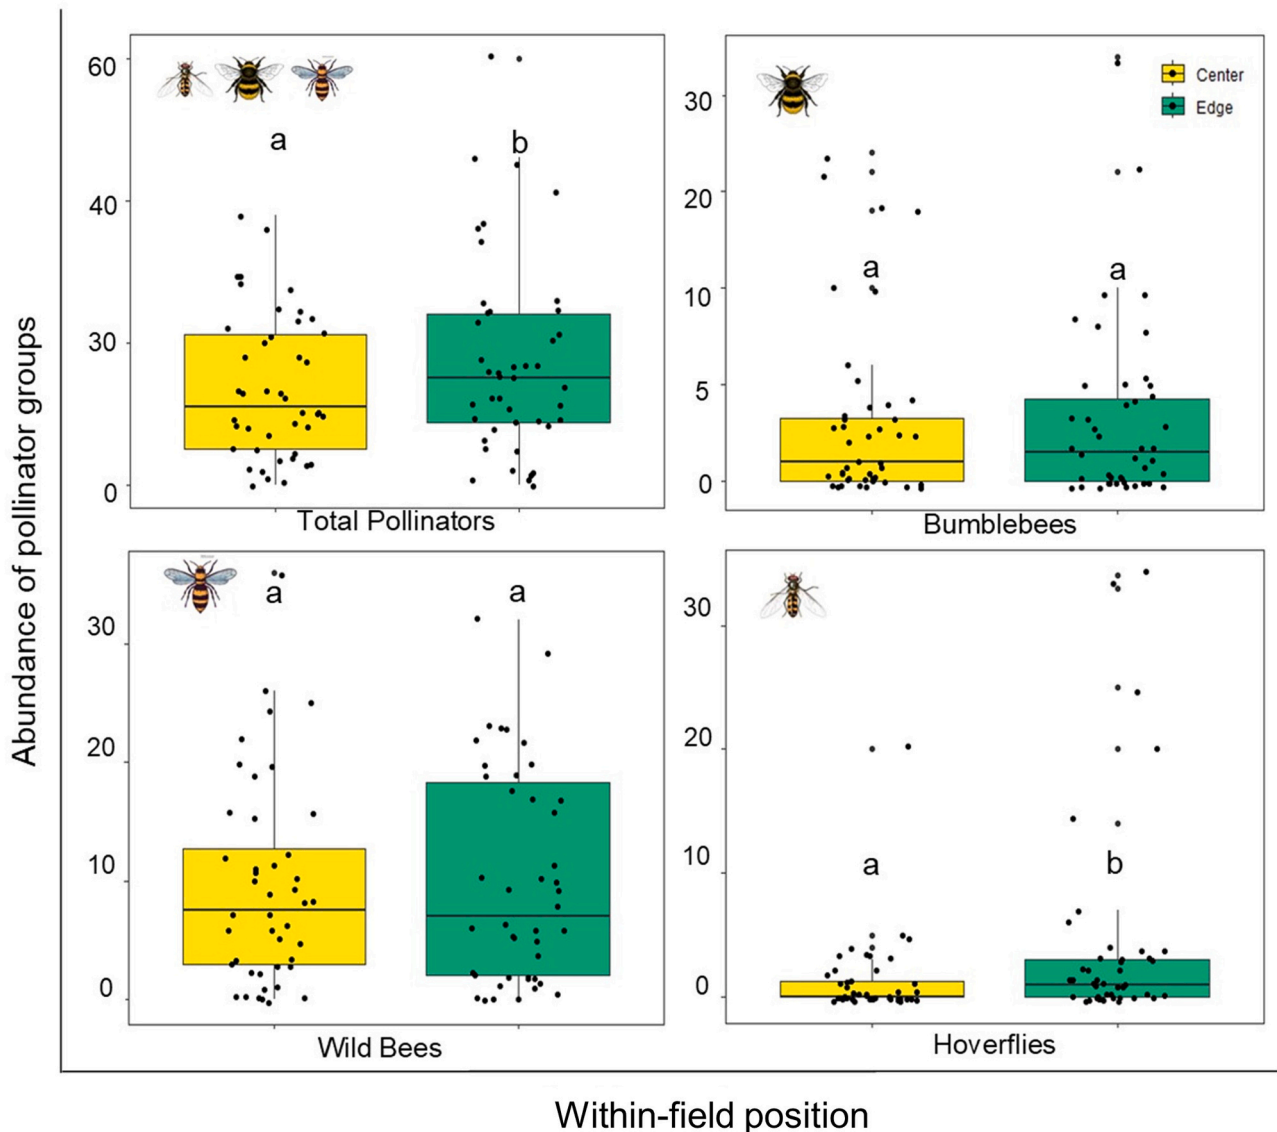 Abundance of pollinator groups
60
40
30
0
a
b
Total Pollinators
30
20
10
5
0
a
a
Center
Edge
Bumblebees
30
20
10
0
a
a
Wild Bees
30
20
10
0
a
b
Hoverflies
Within-field position